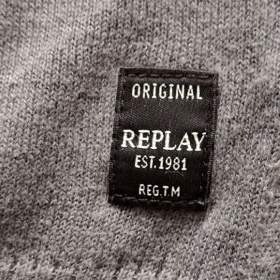 ORIGINAL
REPLAY
EST.1981
REG.TM